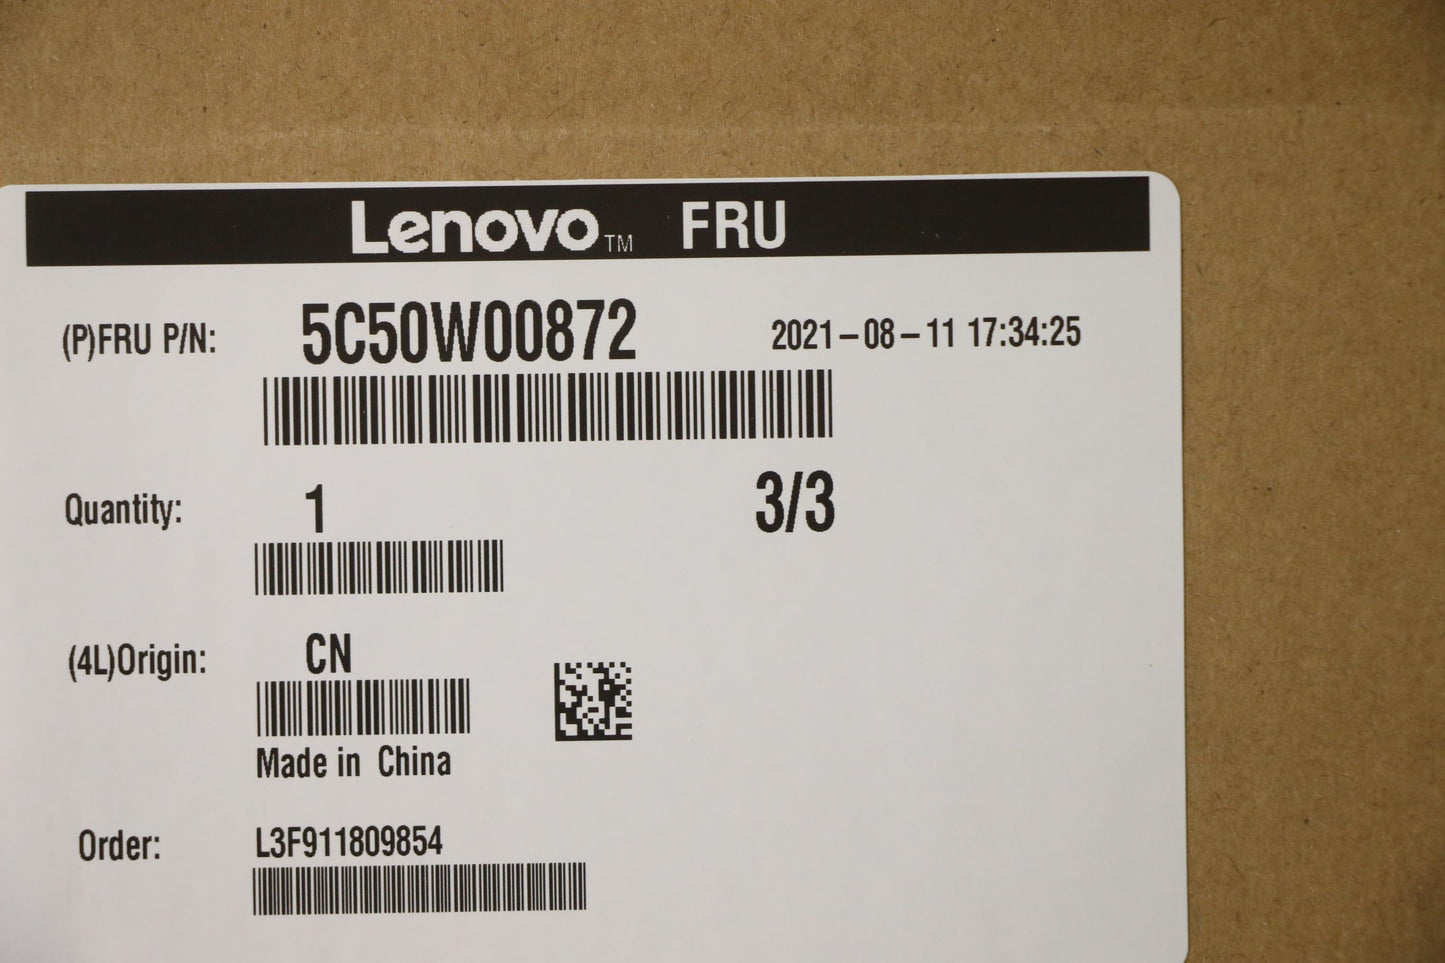 Lenovo™ FRU
(P)FRU P/N: 5C50W00872 2021-08-11 17:34:25
Quantity: 1 3/3
(4L)Origin: CN
Made in China
Order: L3F911809854